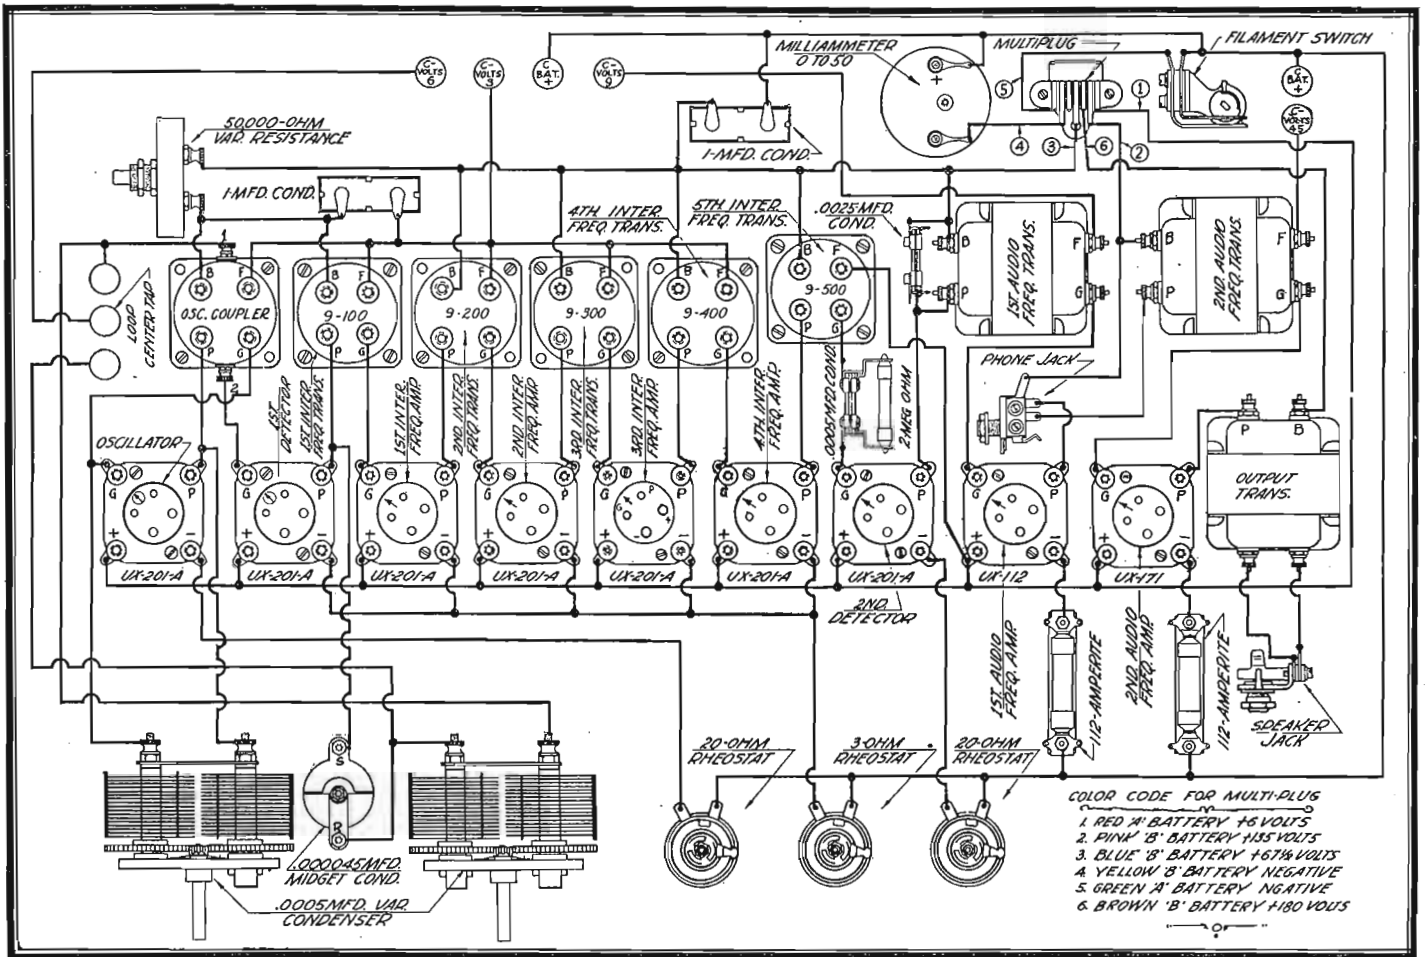 C-
VOLTS
6
C-
VOLTS
3
C
BAT.
+
C-
VOLTS
9
MILLIAMMETER
0 TO 50
+
-
MULTIPLUG
5
1
4
3
6
2
FILAMENT SWITCH
C
BAT.
+
C-
VOLTS
45
50,000-OHM
VAR. RESISTANCE
1-MFD. COND.
1-MFD. COND.
4TH. INTER.
FREQ. TRANS.
5TH. INTER.
FREQ. TRANS.
.0025-MFD.
COND.
LOOP
CENTER TAP
1
B F
OSC. COUPLER
P G
2
B F
9-100
P G
B F
9-200
P G
B F
9-300
P G
B F
9-400
P G
B F
9-500
P G
B F
P G
1ST. AUDIO
FREQ. TRANS.
B F
P G
2ND. AUDIO
FREQ. TRANS.
PHONE JACK
OSCILLATOR
1ST.
DETECTOR
1ST. INTER.
FREQ. TRANS.
1ST. INTER.
FREQ. AMP.
2ND. INTER.
FREQ. TRANS.
2ND. INTER.
FREQ. AMP.
3RD. INTER.
FREQ. TRANS.
3RD. INTER.
FREQ. AMP.
4TH. INTER.
FREQ. AMP.
.0005 MFD. COND.
2 MEG OHM
P B
OUTPUT
TRANS.
G P
+ -
UX-201-A
G P
+ -
UX-201-A
G P
+ -
UX-201-A
G P
+ -
UX-201-A
G P
P
G +
-
+ -
UX-201-A
P P
+ -
UX-201-A
G P
+ -
UX-201-A
G P
+ -
UX-112
G P
+ -
UX-171
2ND.
DETECTOR
1ST. AUDIO
FREQ. AMP.
112-AMPERITE
2ND. AUDIO
FREQ. AMP.
112-AMPERITE
SPEAKER
JACK
20-OHM
RHEOSTAT
3-OHM
RHEOSTAT
20-OHM
RHEOSTAT
S
R
.000045 MFD.
MIDGET COND.
.0005 MFD. VAR.
CONDENSER
COLOR CODE FOR MULTI-PLUG
1. RED 'A' BATTERY +6 VOLTS
2. PINK 'B' BATTERY +135 VOLTS
3. BLUE 'B' BATTERY +67½ VOLTS
4. YELLOW 'B' BATTERY NEGATIVE
5. GREEN 'A' BATTERY NGATIVE
6. BROWN 'B' BATTERY +180 VOLTS